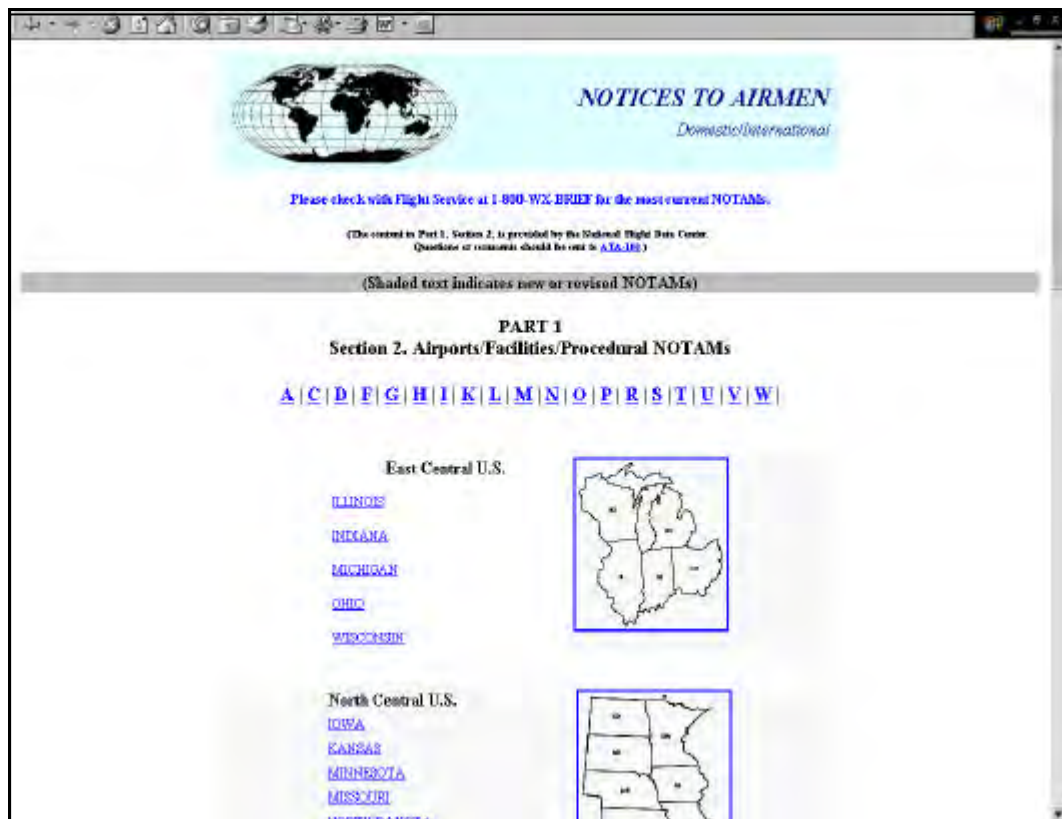 NOTICES TO AIRMEN
Domestic/International
Please check with Flight Service at 1-800-WX-BRIEF for the most current NOTAMs.
(The content in Part 1, Section 2, is provided by the National Flight Data Center.
Questions or comments should be sent to ATA-100.)
(Shaded text indicates new or revised NOTAMs)
PART 1
Section 2. Airports/Facilities/Procedural NOTAMs
A | C | D | F | G | H | I | K | L | M | N | O | P | R | S | T | U | V | W |
East Central U.S.
ILLINOIS
INDIANA
MICHIGAN
OHIO
WISCONSIN
North Central U.S.
IOWA
KANSAS
MINNESOTA
MISSOURI
NORTH DAKOTA